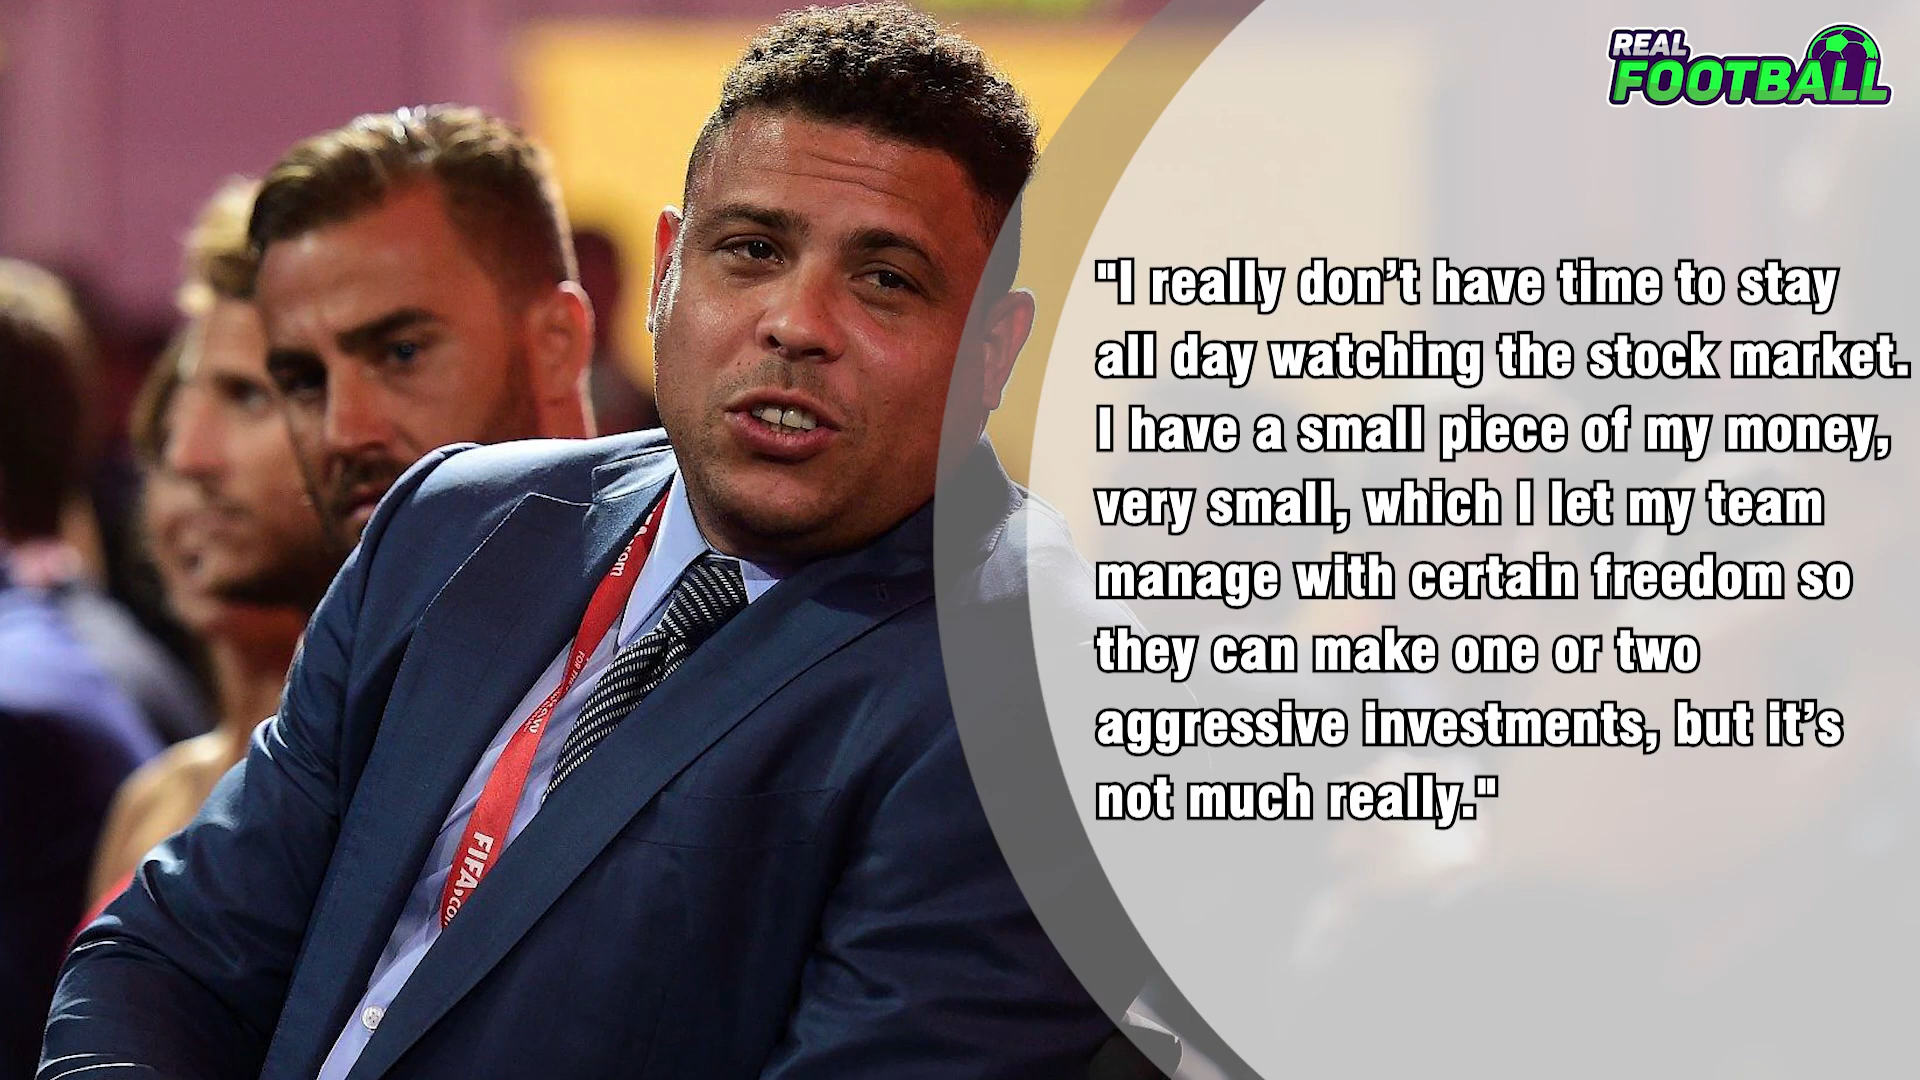 REAL
FOOTBALL
"I really don’t have time to stay
all day watching the stock market.
I have a small piece of my money,
very small, which I let my team
manage with certain freedom so
they can make one or two
aggressive investments, but it’s
not much really."
FIFA.co